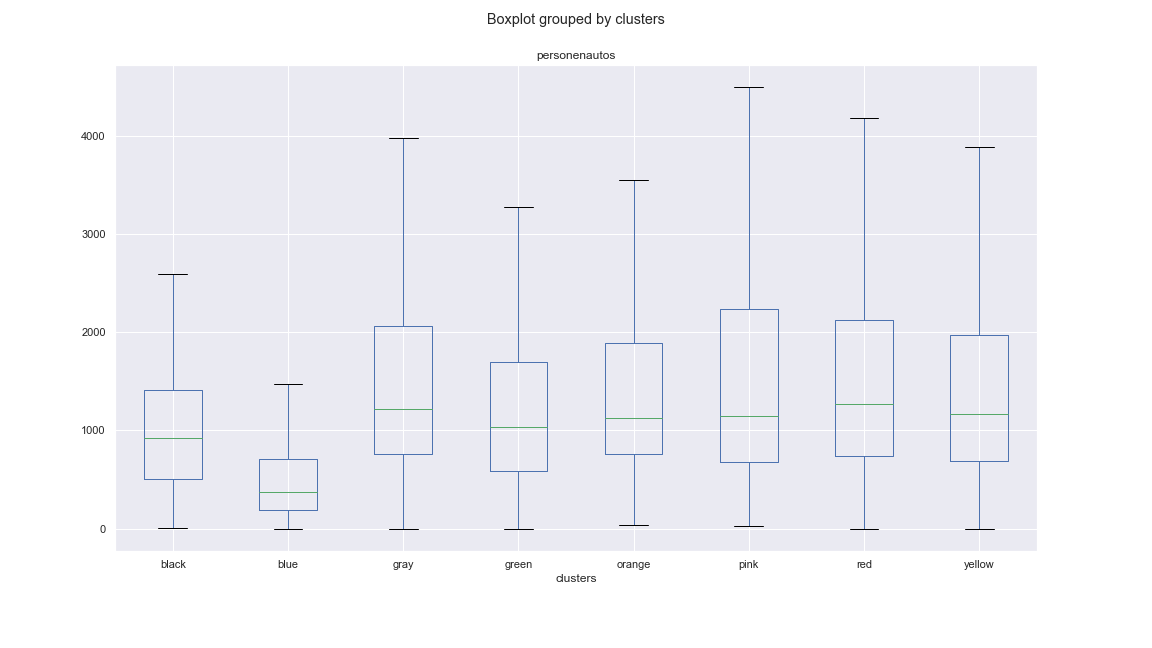 Boxplot grouped by clusters
personenautos
4000
3000
2000
1000
0
black blue gray green orange pink red yellow
clusters